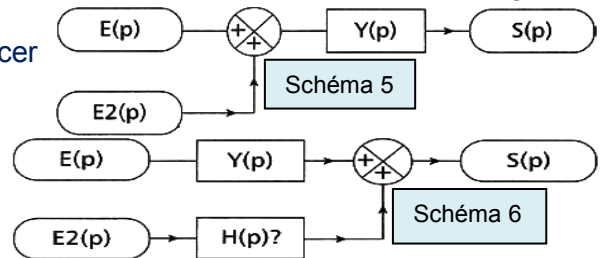 E(p) + + Y(p) S(p)
cer
Schéma 5
E2(p)
E(p) Y(p) + + S(p)
Schéma 6
E2(p) H(p)?